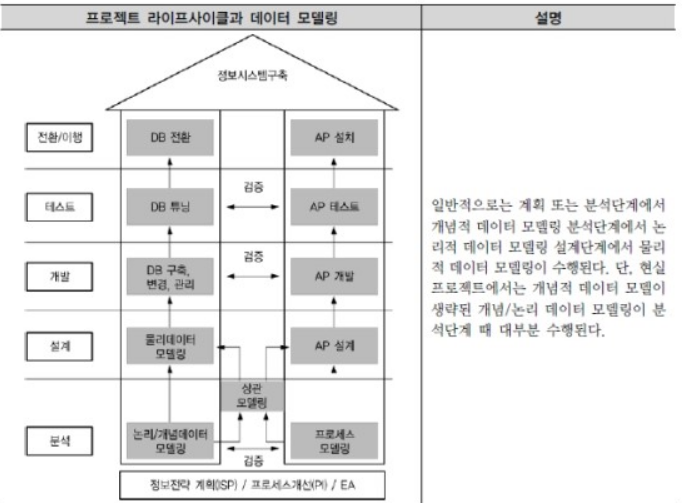 프로젝트 라이프사이클과 데이터 모델링
설명
정보시스템구축
전환/이행
DB 전환
AP 설치
테스트
DB 튜닝
검증
AP 테스트
개발
DB 구축,
변경, 관리
검증
AP 개발
설계
물리데이터
모델링
AP 설계
상관
모델링
분석
논리/개념데이터
모델링
검증
프로세스
모델링
정보전략 계획(ISP) / 프로세스개선(PI) / EA
일반적으로는 계획 또는 분석단계에서
개념적 데이터 모델링 분석단계에서 논
리적 데이터 모델링 설계단계에서 물리
적 데이터 모델링이 수행된다. 단, 현실
프로젝트에서는 개념적 데이터 모델이
생략된 개념/논리 데이터 모델링이 분
석단계 때 대부분 수행된다.